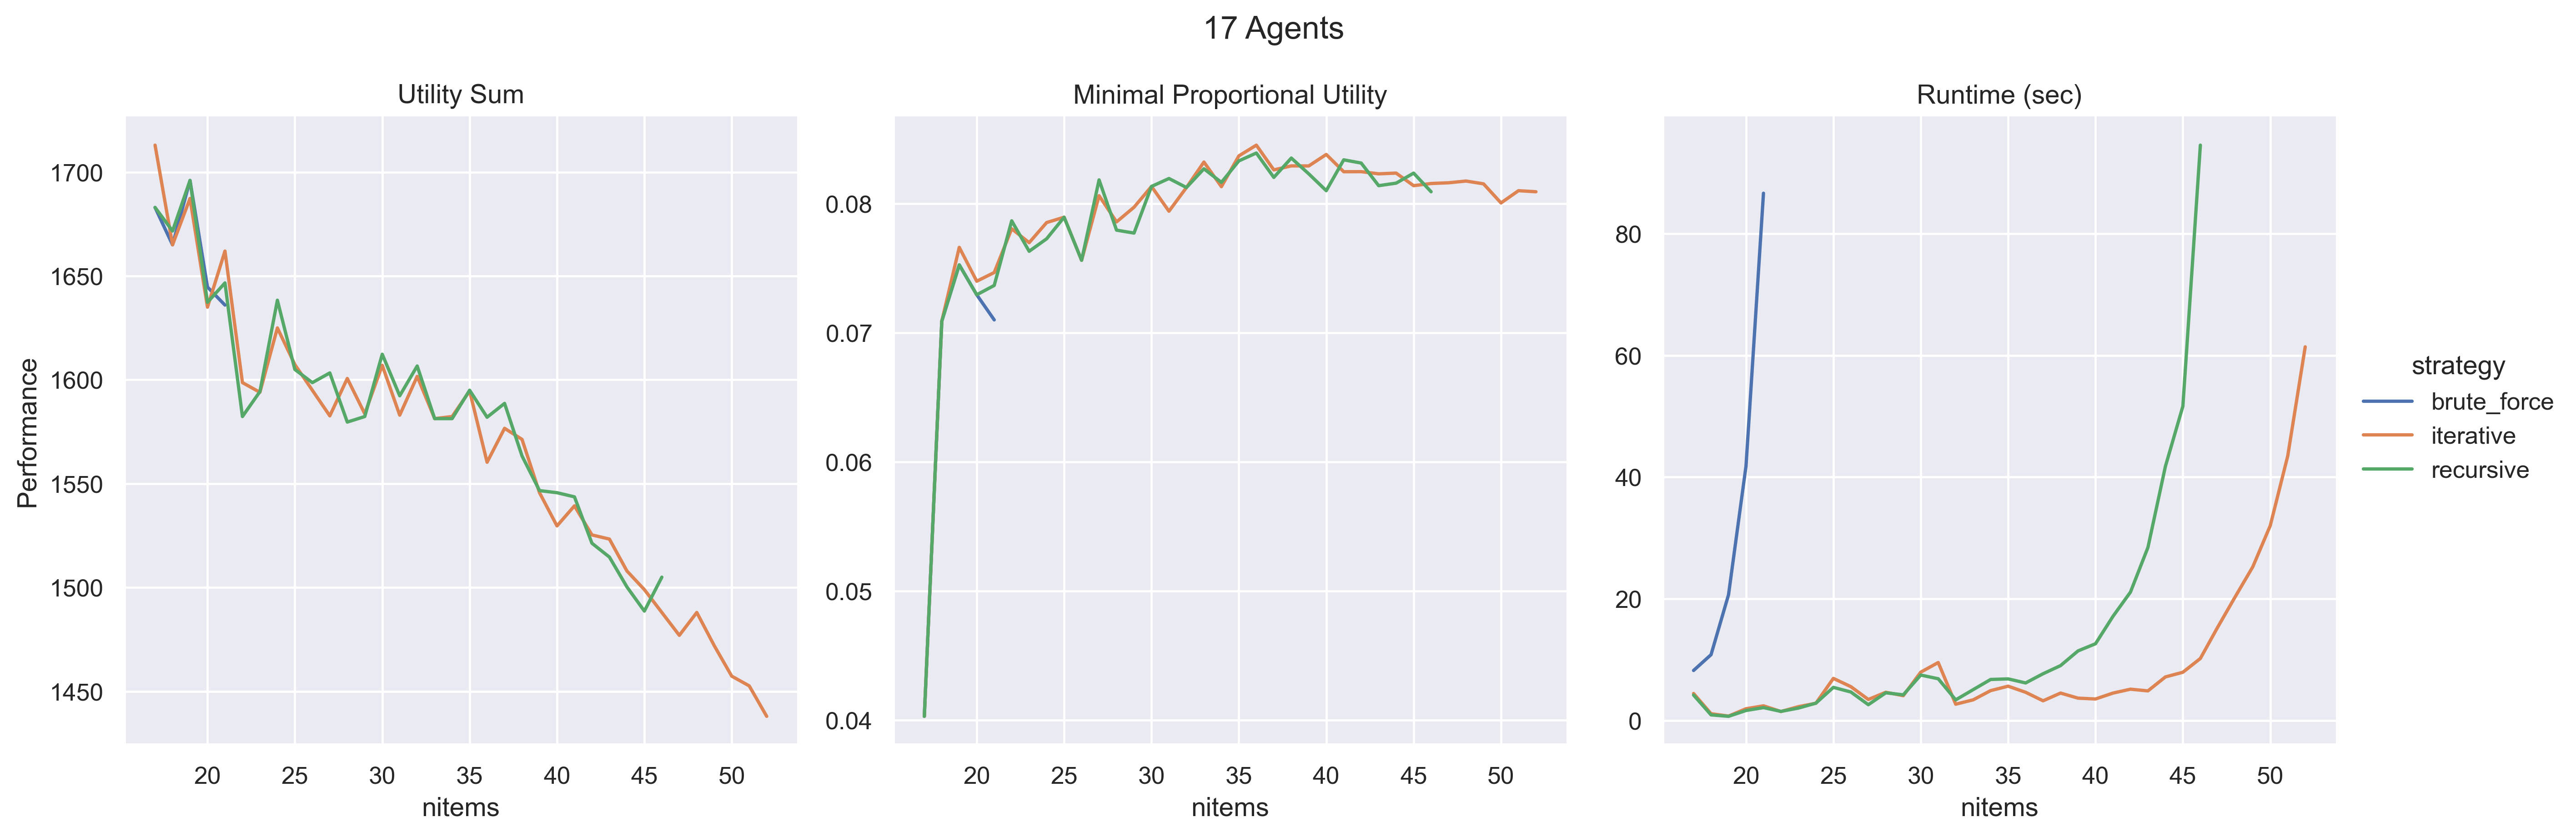 17 Agents
Utility Sum
Performance
1700
1650
1600
1550
1500
1450
20 25 30 35 40 45 50
nitems
Minimal Proportional Utility
0.08
0.07
0.06
0.05
0.04
20 25 30 35 40 45 50
nitems
Runtime (sec)
80
60
40
20
0
20 25 30 35 40 45 50
nitems
strategy
brute_force
iterative
recursive